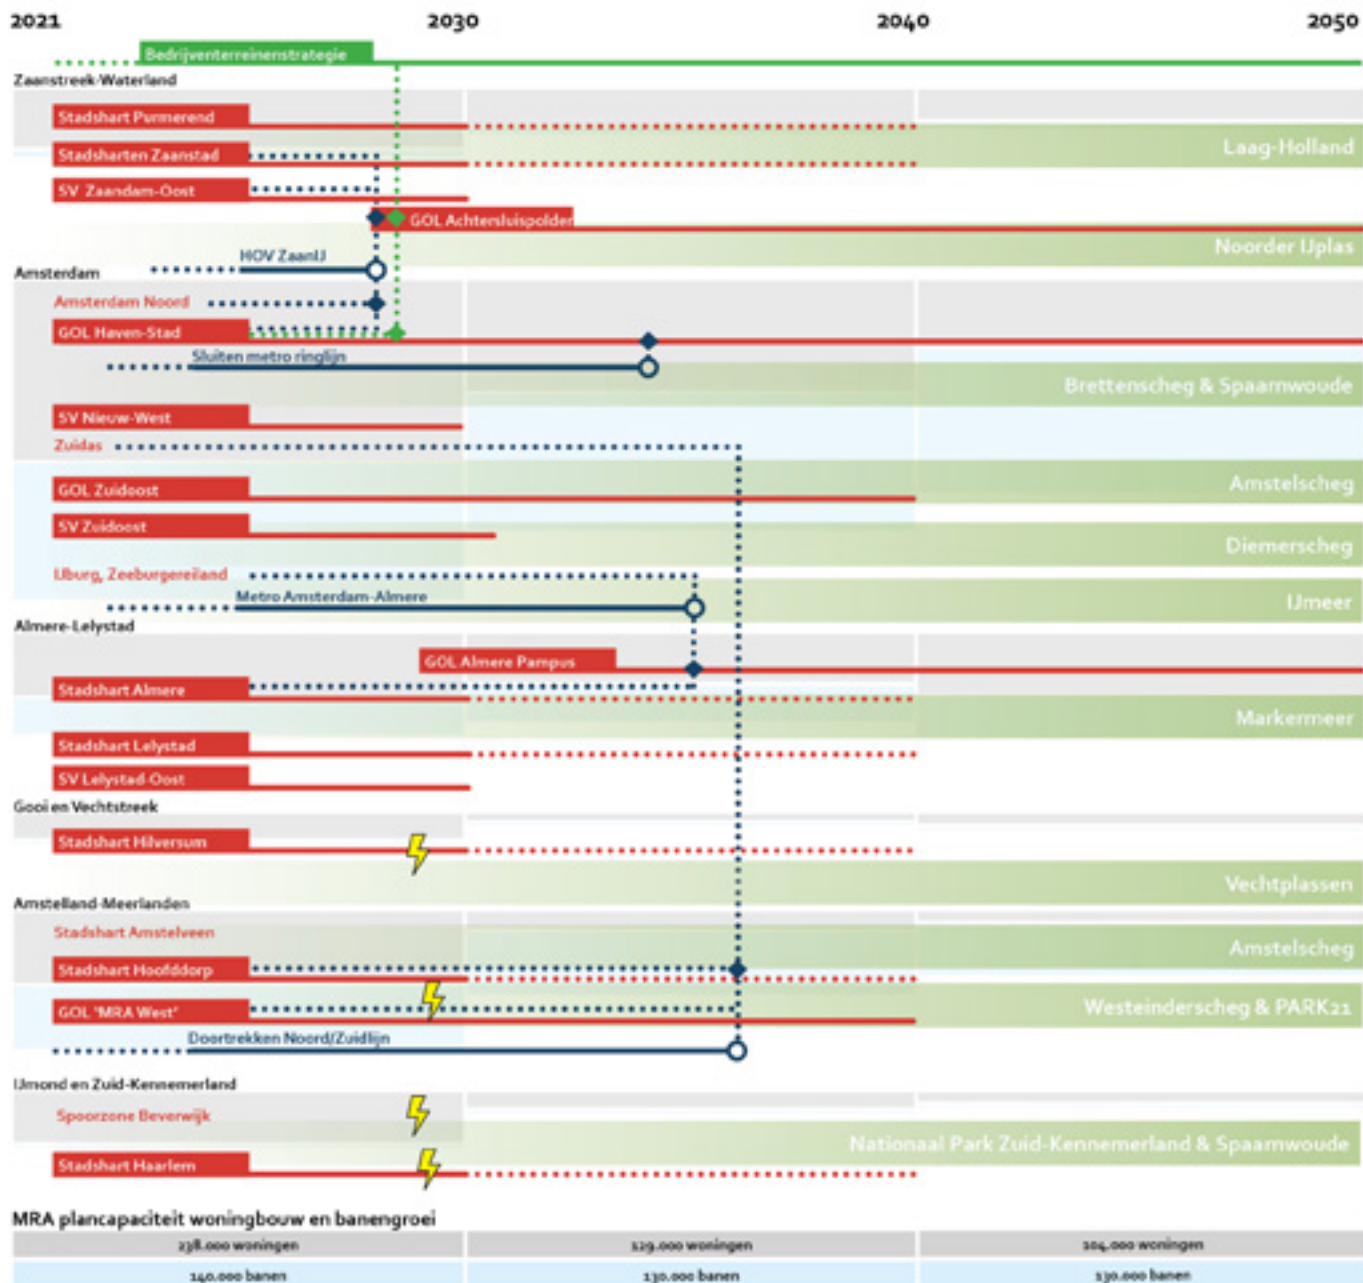 2021 2030 2040 2050
Bedrijventerreinenstrategie
Zaanstreek-Waterland
Stadshart Purmerend
Laag-Holland
Stadsharten Zaanstad
SV Zaandam-Oost
GOL Achtersluispolder
Noorder IJplas
HOV ZaanIJ
Amsterdam
Amsterdam Noord
GOL Haven-Stad
Sluiten metro ringlijn
Brettenscheg & Spaarnwoude
SV Nieuw-West
Zuidas
Amstelscheg
GOL Zuidoost
SV Zuidoost
Diemerscheg
IJburg, Zeeburgereiland
Metro Amsterdam-Almere
IJmeer
Almere-Lelystad
GOL Almere Pampus
Stadshart Almere
Markermeer
Stadshart Lelystad
SV Lelystad-Oost
Gooi en Vechtstreek
Stadshart Hilversum
Vechtplassen
Amstelland-Meerlanden
Stadshart Amstelveen
Amstelscheg
Stadshart Hoofddorp
GOL 'MRA West'
Westeinderscheg & PARK21
Doortrekken Noord/Zuidlijn
IJmond en Zuid-Kennemerland
Spoorzone Beverwijk
Nationaal Park Zuid-Kennemerland & Spaarnwoude
Stadshart Haarlem
MRA plancapaciteit woningbouw en banengroei
238.000 woningen 129.000 woningen 104.000 woningen
140.000 banen 130.000 banen 130.000 banen